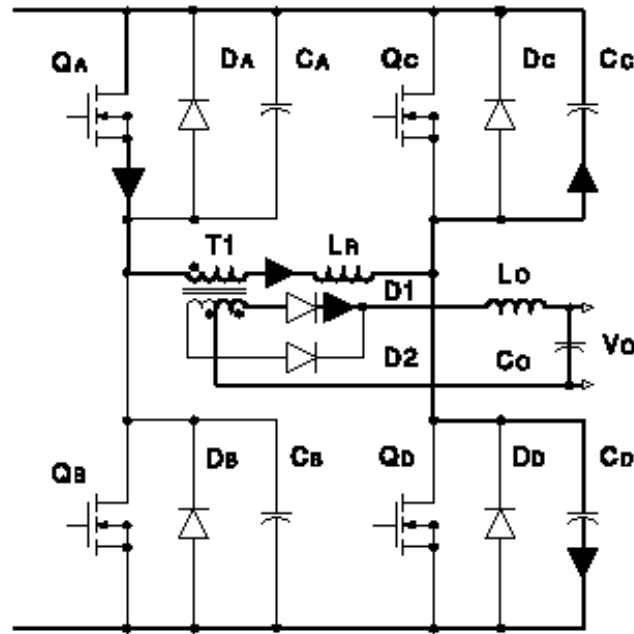 QA DA CA QC DC CC
T1 LR
D1 LO
D2 CO VO
QB DB CB QD DD CD